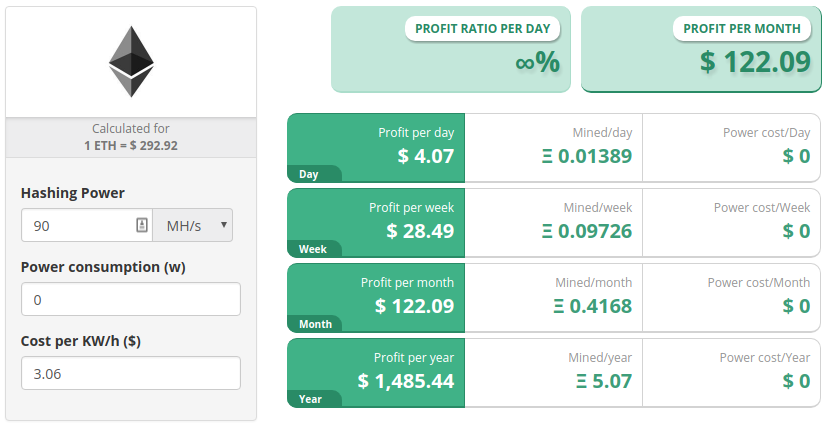 Calculated for
1 ETH = $ 292.92
Hashing Power
90 MH/s
Power consumption (w)
0
Cost per KW/h ($)
3.06
PROFIT RATIO PER DAY
∞%
PROFIT PER MONTH
$ 122.09
Profit per day Mined/day Power cost/Day
$ 4.07 Ξ 0.01389 $ 0
Day
Profit per week Mined/week Power cost/Week
$ 28.49 Ξ 0.09726 $ 0
Week
Profit per month Mined/month Power cost/Month
$ 122.09 Ξ 0.4168 $ 0
Month
Profit per year Mined/year Power cost/Year
$ 1,485.44 Ξ 5.07 $ 0
Year